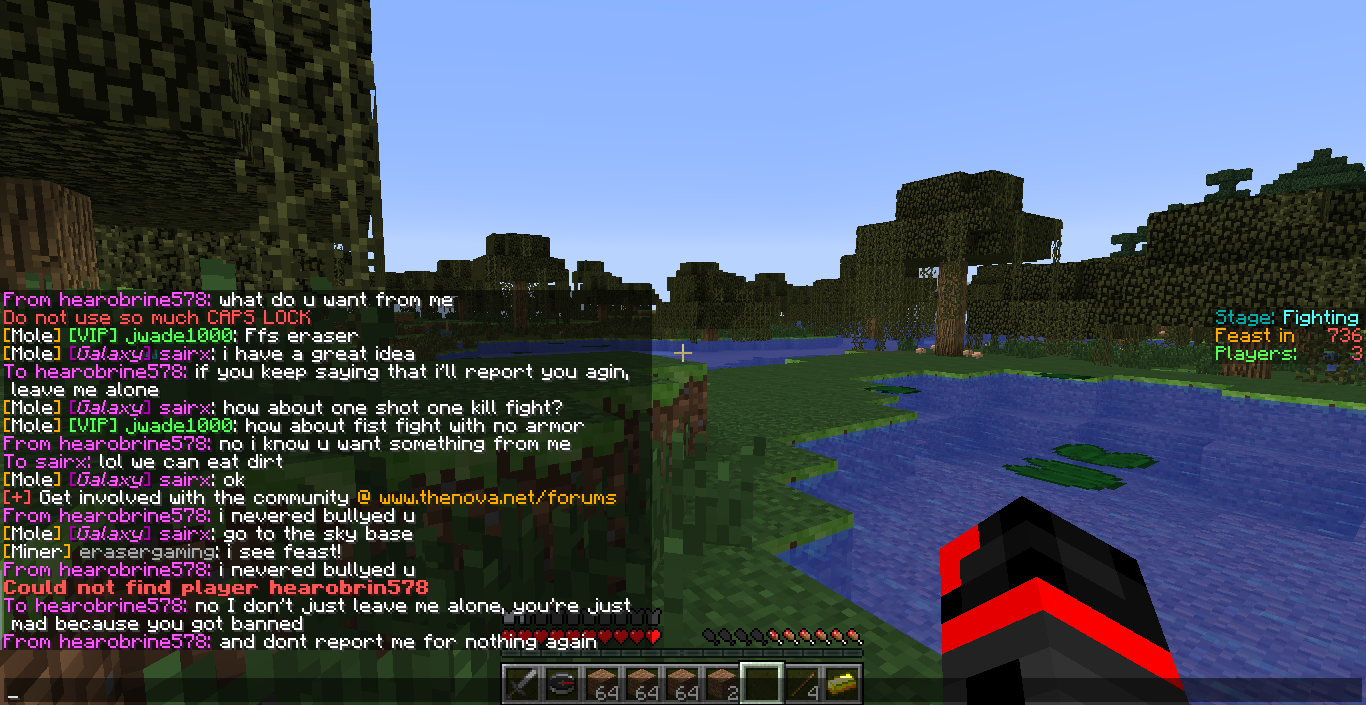 From hearobrine578: what do u want from me
Do not use so much CAPS LOCK
[Mole] [VIP] jwade1000: Ffs eraser
[Mole] [Galaxy] sairx: i have a great idea
To hearobrine578: if you keep saying that i'll report you agin,
leave me alone
[Mole] [Galaxy] sairx: how about one shot one kill fight?
[Mole] [VIP] jwade1000: how about fist fight with no armor
From hearobrine578: no i know u want something from me
To sairx: lol we can eat dirt
[Mole] [Galaxy] sairx: ok
[+] Get involved with the community @ www.thenova.net/forums
From hearobrine578: i nevered bullyed u
[Mole] [Galaxy] sairx: go to the sky base
[Miner] erasergaming: i see feast!
From hearobrine578: i nevered bullyed u
Could not find player hearobrin578
To hearobrine578: no I don't just leave me alone, you're just
mad because you got banned
From hearobrine578: and dont report me for nothing again
Stage: Fighting
Feast in 736
Players: 3
64 64 64 2 4
_